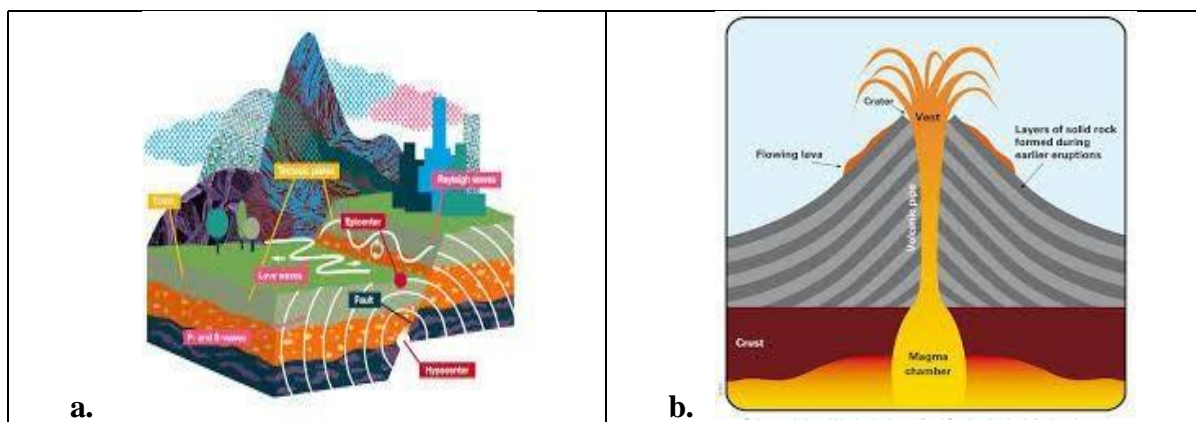 Tectonic plates
Rayleigh waves
Crust
Epicenter
Love waves
Fault
P- and S-waves
Hypocenter
a.
Crater
Vent
Layers of solid rock
formed during
earlier eruptions
Flowing lava
Volcanic pipe
Crust
Magma
chamber
b.